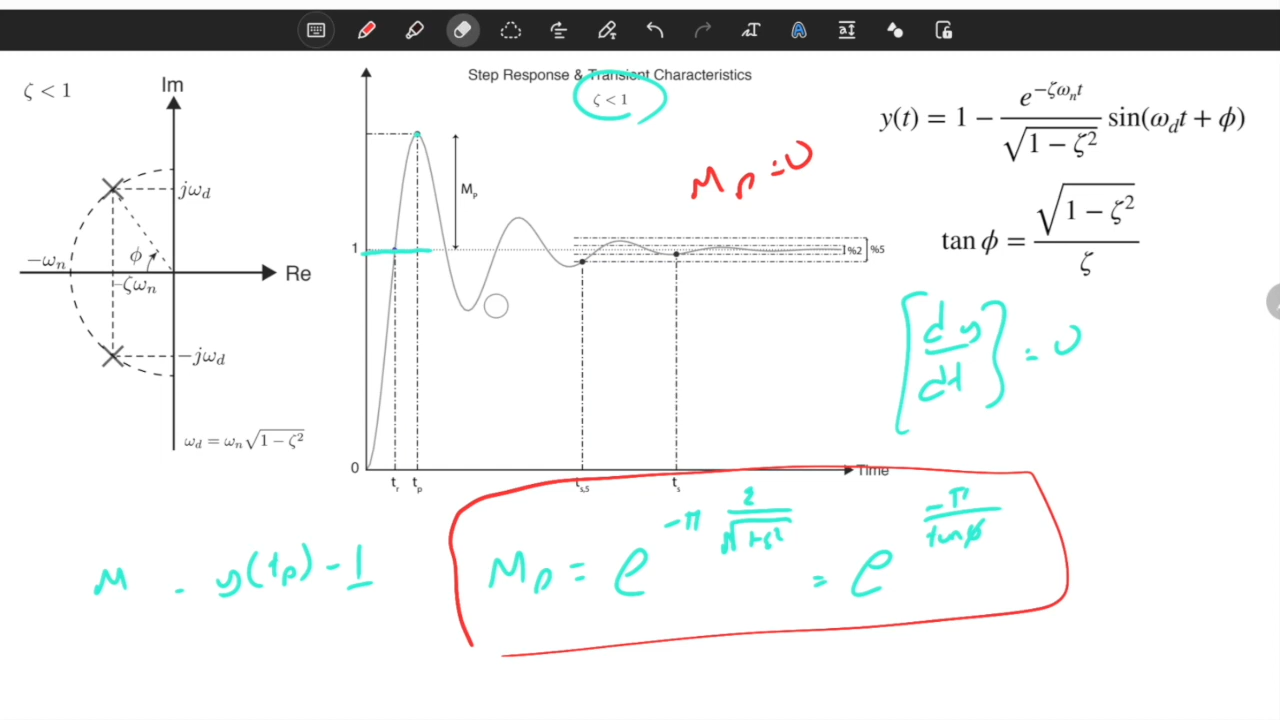 ζ < 1
Im
jω_d
−ω_n
ϕ
Re
−ζω_n
−jω_d
ω_d = ω_n√(1 − ζ²)
Step Response & Transient Characteristics
ζ < 1
M_p
1
%2
%5
0
t_r
t_p
t_s,5
t_s
Time
M_p = 0
y(t) = 1 − e^(−ζω_n t) / √(1 − ζ²) sin(ω_d t + ϕ)
tan ϕ = √(1 − ζ²) / ζ
[dy/dt] = 0
M = y(t_p) − 1
M_p = e^(−π ζ/√(1−ζ²)) = e^(−π/tan ϕ)